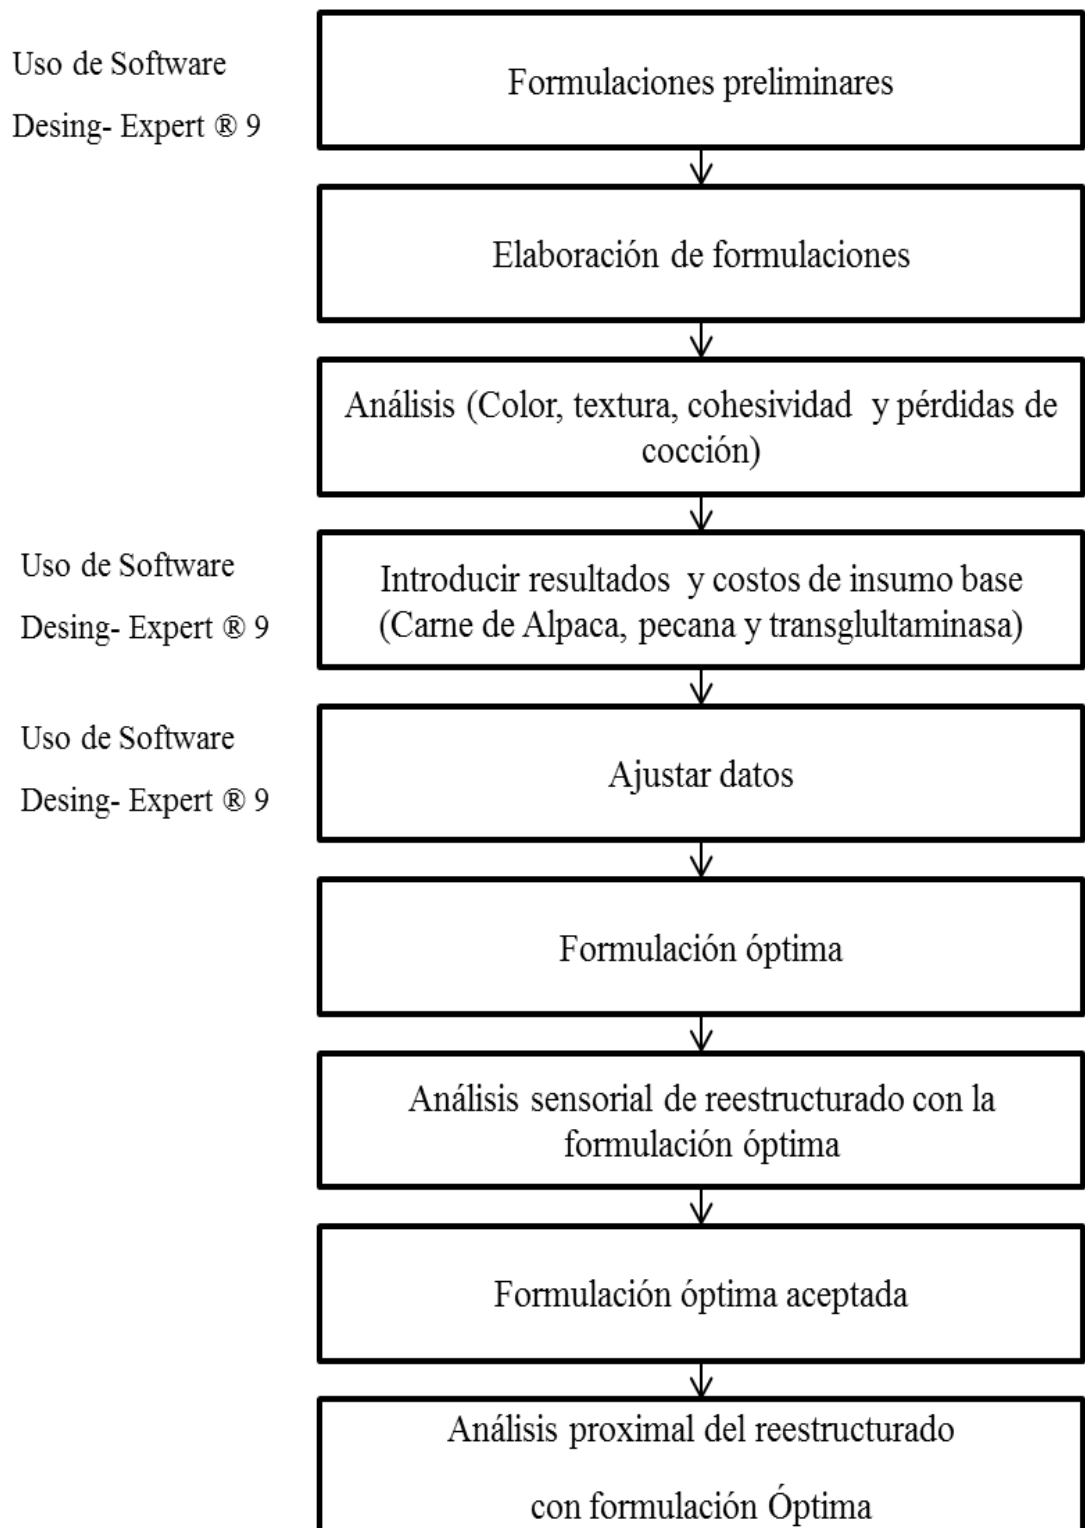 Uso de Software
Desing- Expert ® 9
Formulaciones preliminares
Elaboración de formulaciones
Análisis (Color, textura, cohesividad y pérdidas de
cocción)
Uso de Software
Desing- Expert ® 9
Introducir resultados y costos de insumo base
(Carne de Alpaca, pecana y transglultaminasa)
Uso de Software
Desing- Expert ® 9
Ajustar datos
Formulación óptima
Análisis sensorial de reestructurado con la
formulación óptima
Formulación óptima aceptada
Análisis proximal del reestructurado
con formulación Óptima